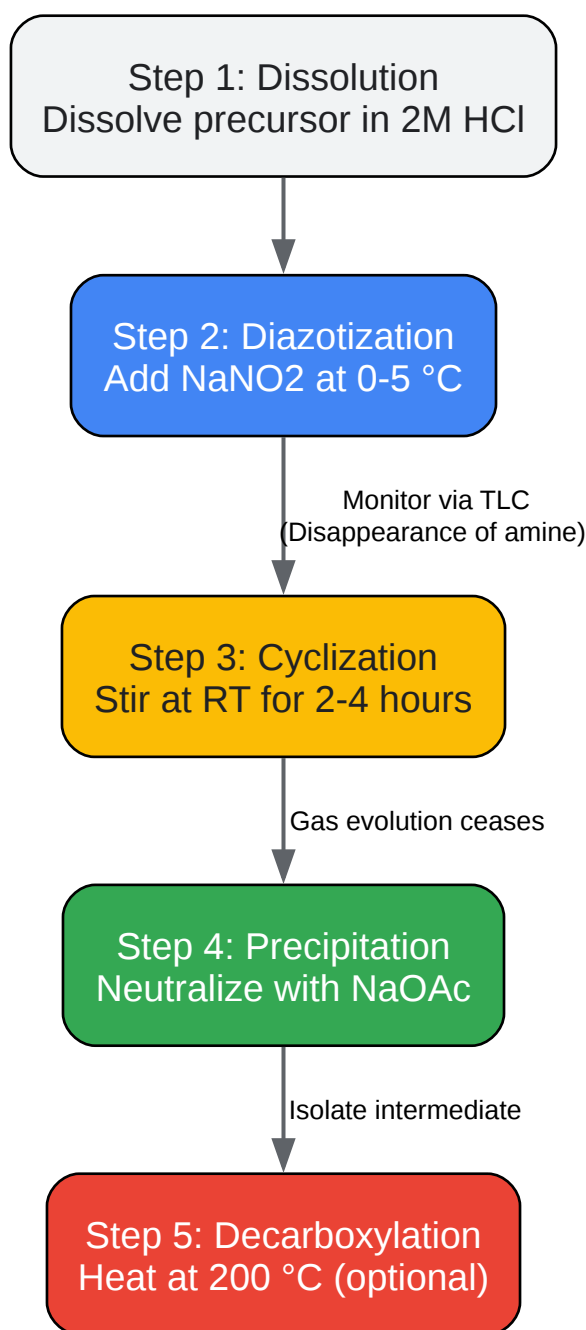 Step 1: Dissolution
Dissolve precursor in 2M HCl
Step 2: Diazotization
Add NaNO2 at 0-5 °C
Monitor via TLC
(Disappearance of amine)
Step 3: Cyclization
Stir at RT for 2-4 hours
Gas evolution ceases
Step 4: Precipitation
Neutralize with NaOAc
Isolate intermediate
Step 5: Decarboxylation
Heat at 200 °C (optional)